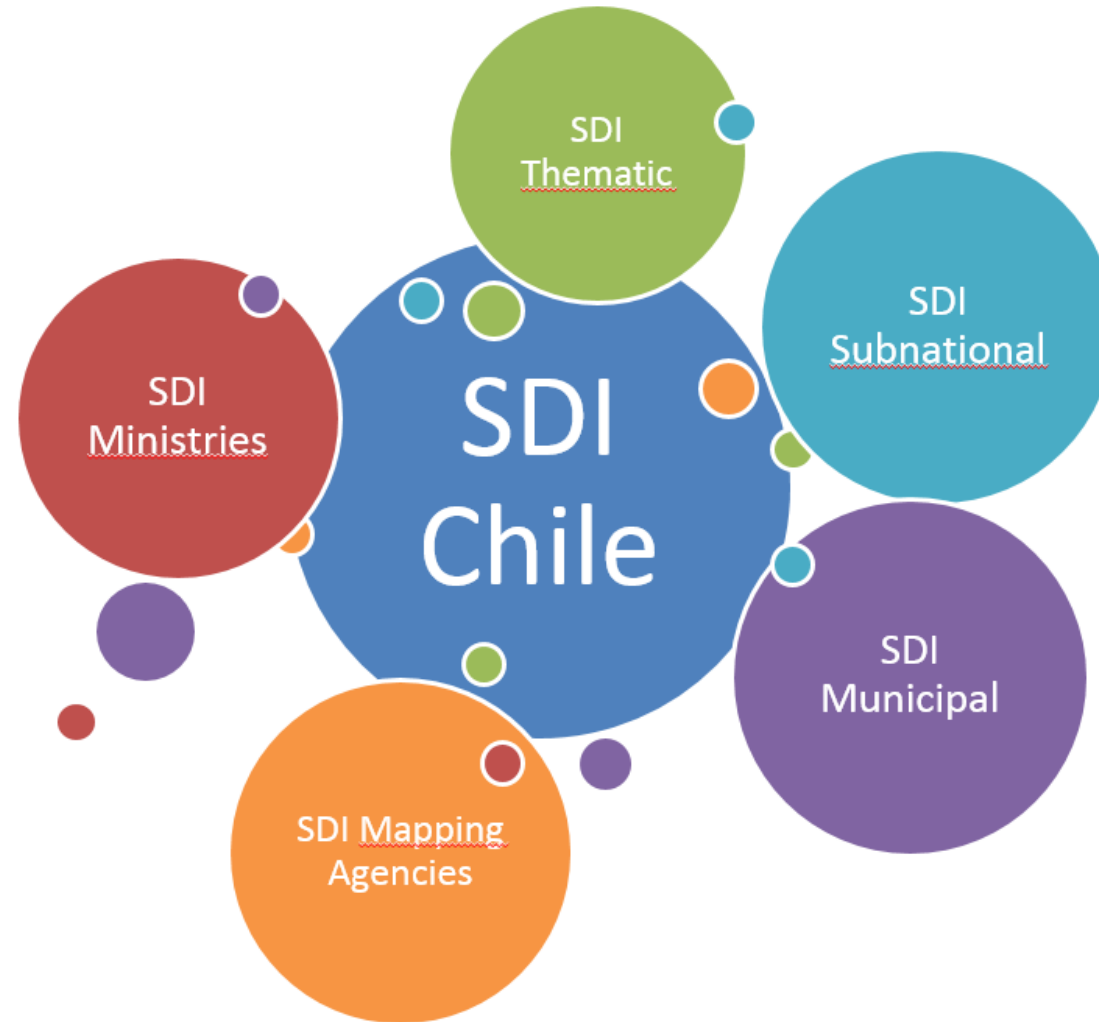 SDI
Thematic
SDI
Subnational
SDI
Ministries
SDI
Chile
SDI
Municipal
SDI Mapping
Agencies